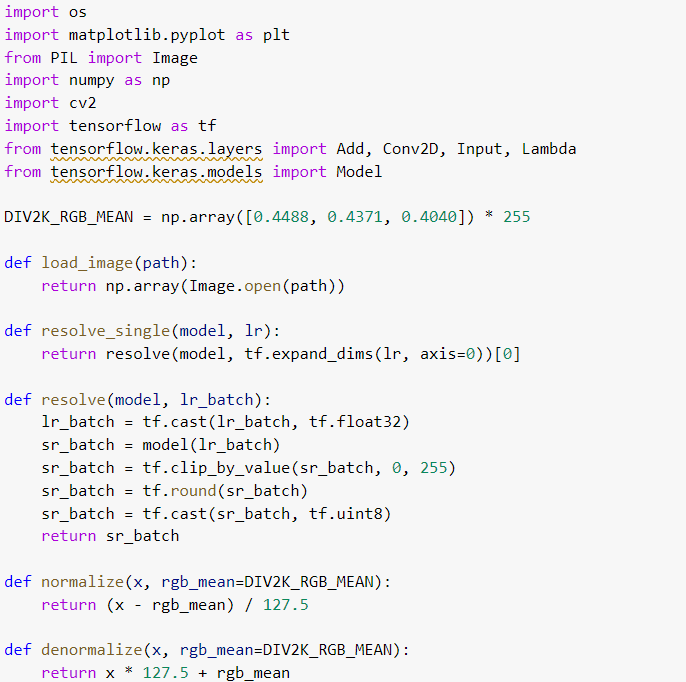 import os
import matplotlib.pyplot as plt
from PIL import Image
import numpy as np
import cv2
import tensorflow as tf
from tensorflow.keras.layers import Add, Conv2D, Input, Lambda
from tensorflow.keras.models import Model

DIV2K_RGB_MEAN = np.array([0.4488, 0.4371, 0.4040]) * 255

def load_image(path):
    return np.array(Image.open(path))

def resolve_single(model, lr):
    return resolve(model, tf.expand_dims(lr, axis=0))[0]

def resolve(model, lr_batch):
    lr_batch = tf.cast(lr_batch, tf.float32)
    sr_batch = model(lr_batch)
    sr_batch = tf.clip_by_value(sr_batch, 0, 255)
    sr_batch = tf.round(sr_batch)
    sr_batch = tf.cast(sr_batch, tf.uint8)
    return sr_batch

def normalize(x, rgb_mean=DIV2K_RGB_MEAN):
    return (x - rgb_mean) / 127.5

def denormalize(x, rgb_mean=DIV2K_RGB_MEAN):
    return x * 127.5 + rgb_mean